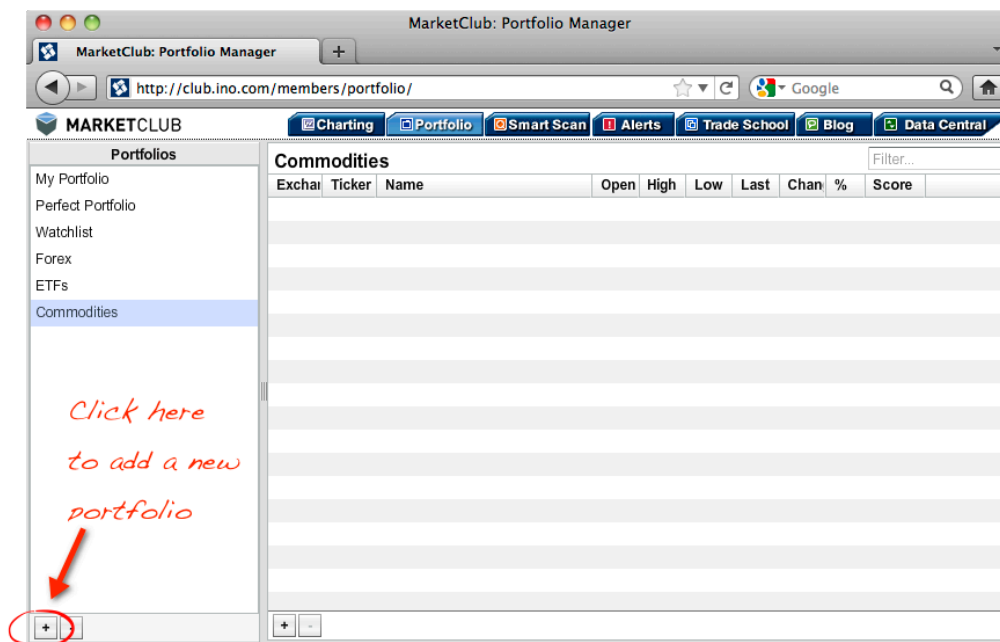 MarketClub: Portfolio Manager
MarketClub: Portfolio Manager +
http://club.ino.com/members/portfolio/ Google
MARKETCLUB Charting Portfolio Smart Scan Alerts Trade School Blog Data Central
Portfolios
My Portfolio
Perfect Portfolio
Watchlist
Forex
ETFs
Commodities
Click here
to add a new
portfolio
+ -
Commodities Filter...
Exchai Ticker Name Open High Low Last Chan % Score
+ -